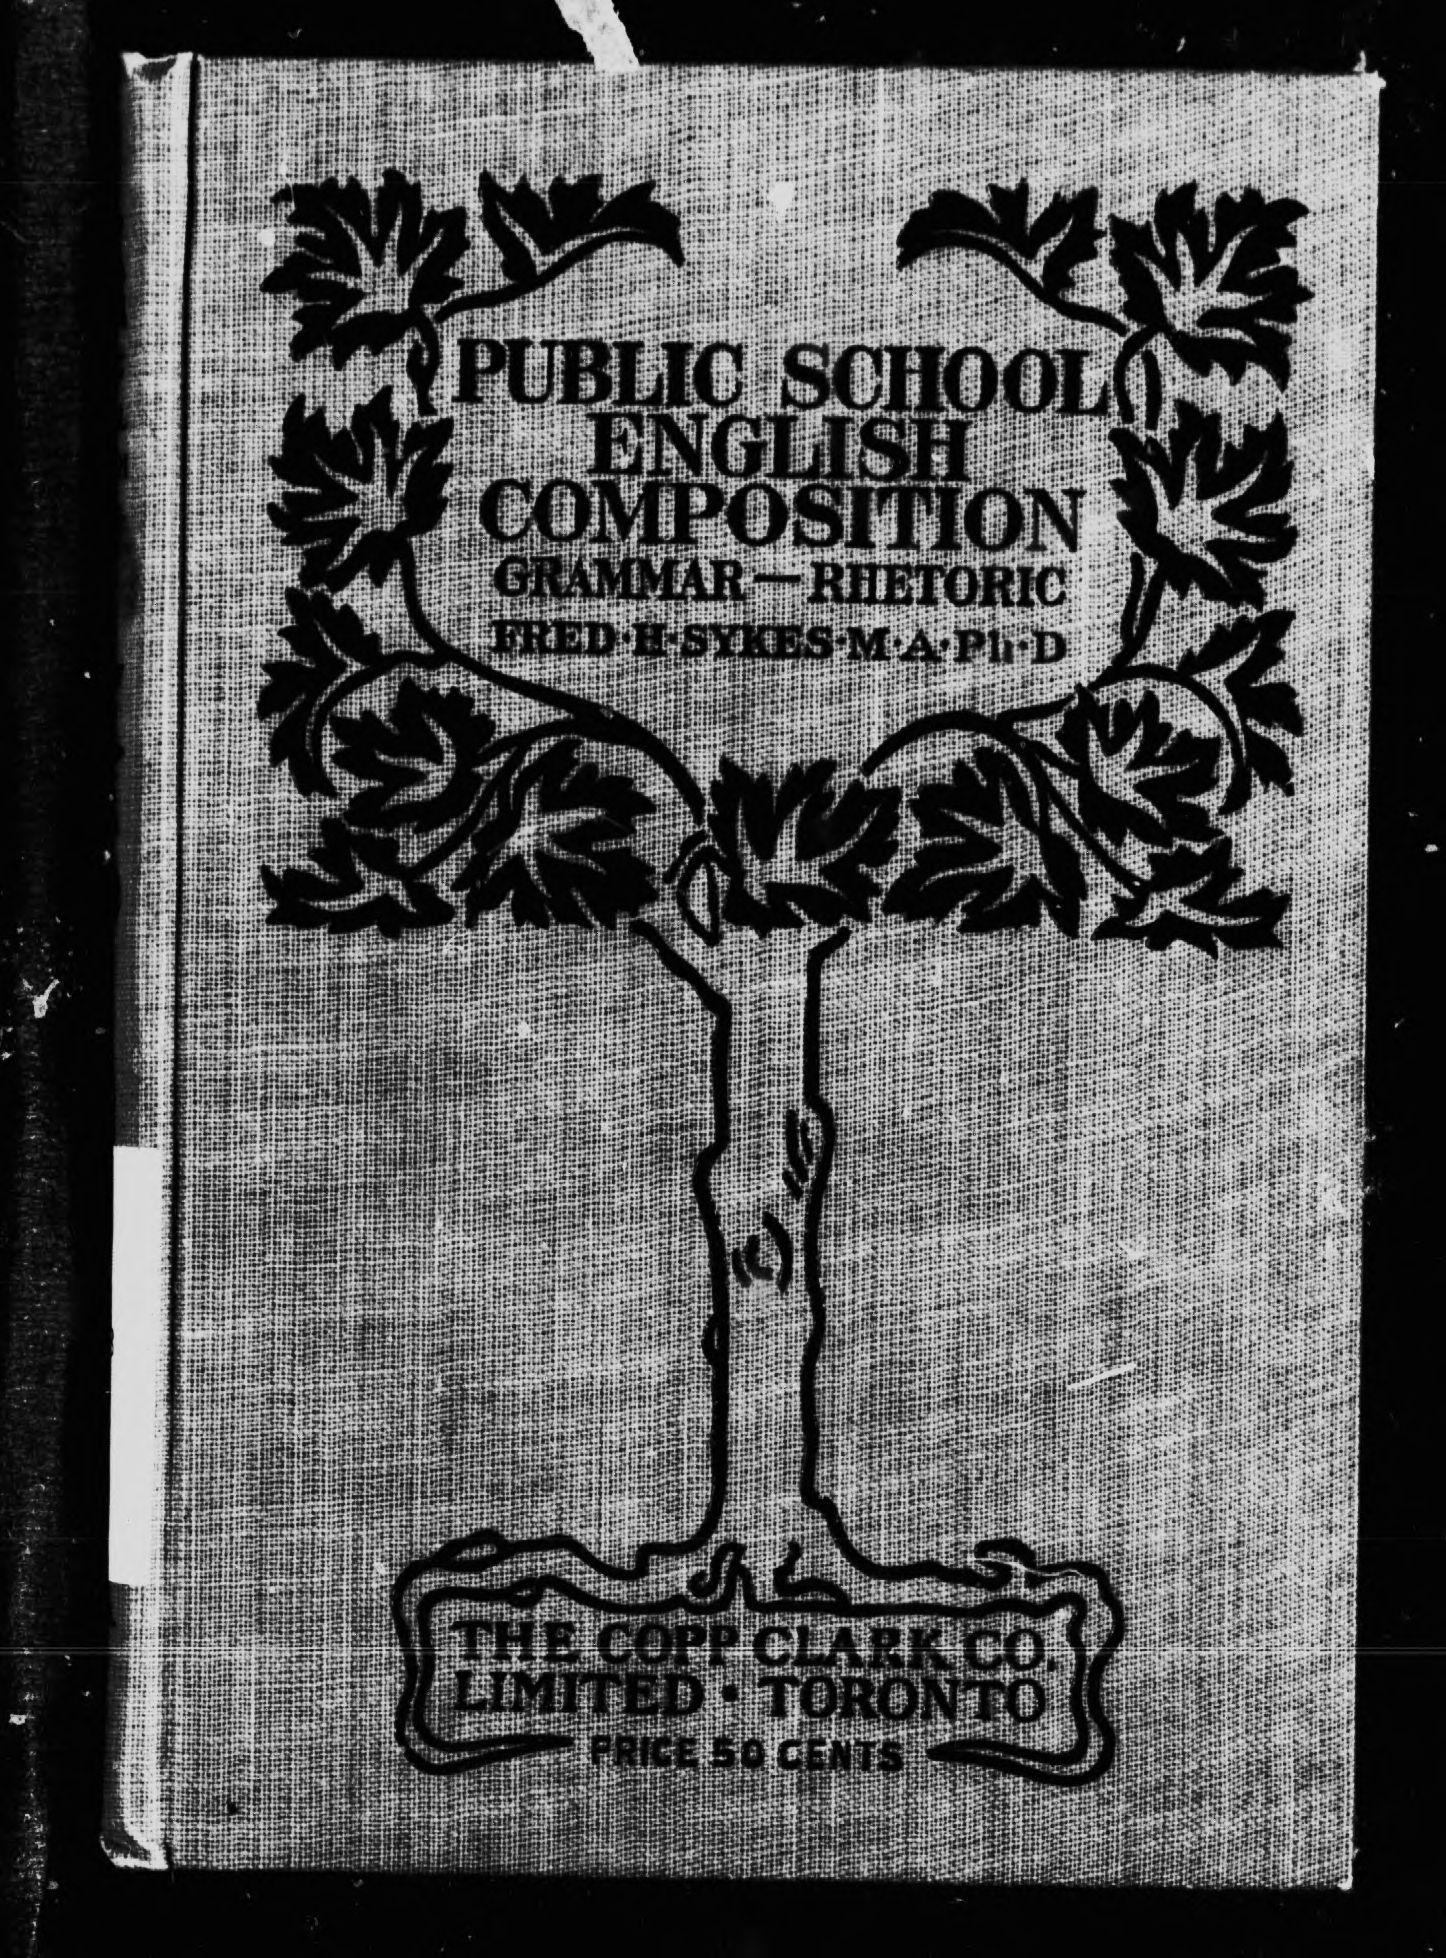 PUBLIC SCHOOL
ENGLISH
COMPOSITION
GRAMMAR — RHETORIC
FRED·H·SYKES·M·A·Ph·D
THE COPP CLARK CO.
LIMITED · TORONTO
PRICE 50 CENTS